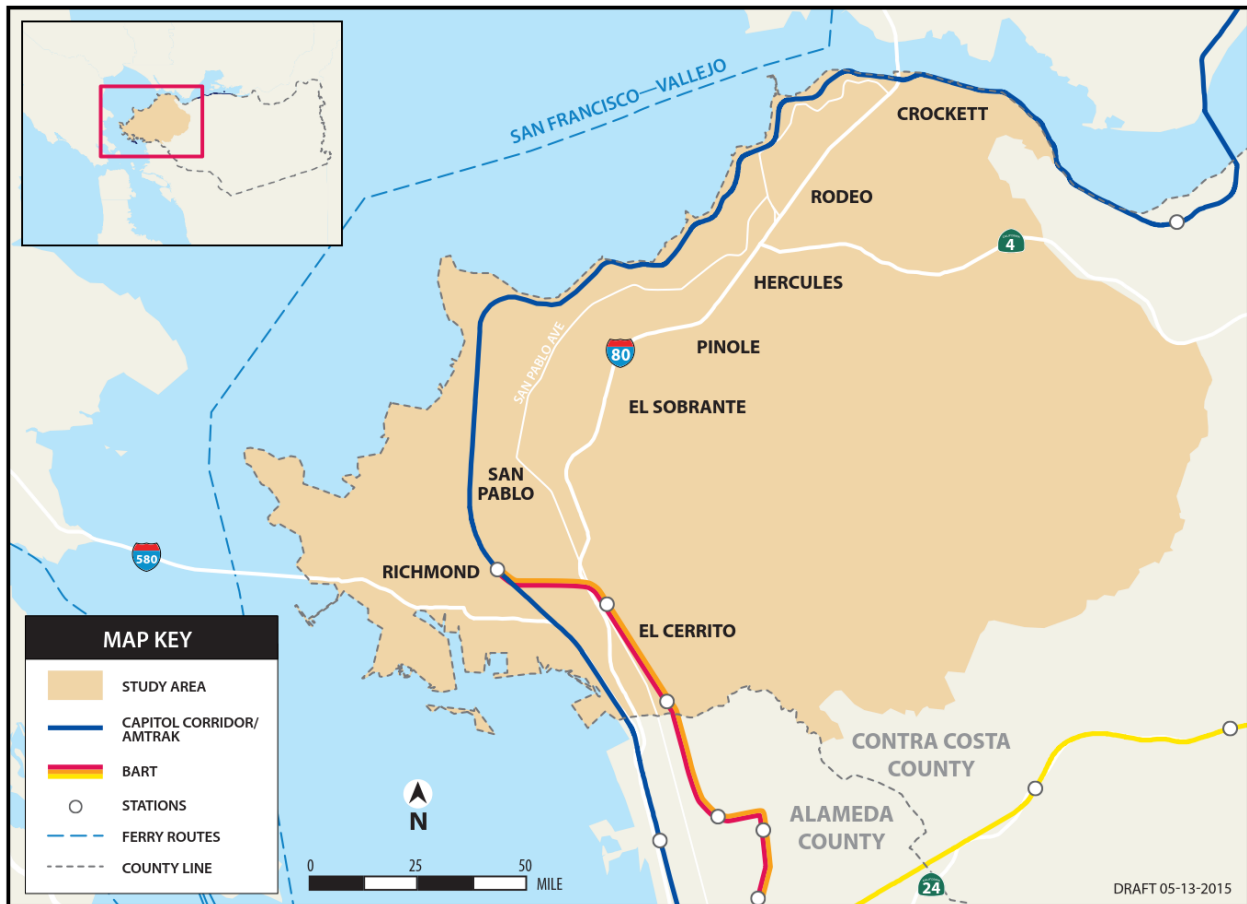 SAN FRANCISCO—VALLEJO
CROCKETT
RODEO
CALIFORNIA
4
HERCULES
SAN PABLO AVE
80
PINOLE
EL SOBRANTE
SAN
PABLO
580
RICHMOND
EL CERRITO
MAP KEY
STUDY AREA
CAPITOL CORRIDOR/
AMTRAK
BART
STATIONS
FERRY ROUTES
COUNTY LINE
N
0 25 50
MILE
CONTRA COSTA
COUNTY
ALAMEDA
COUNTY
CALIFORNIA
24
DRAFT 05-13-2015